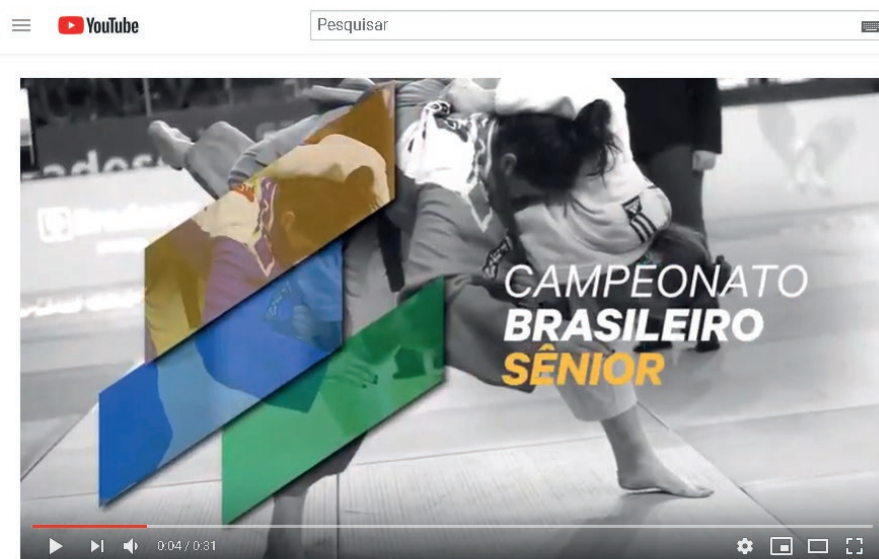 YouTube
Pesquisar
CAMPEONATO
BRASILEIRO
SÊNIOR
0:04 / 0:31